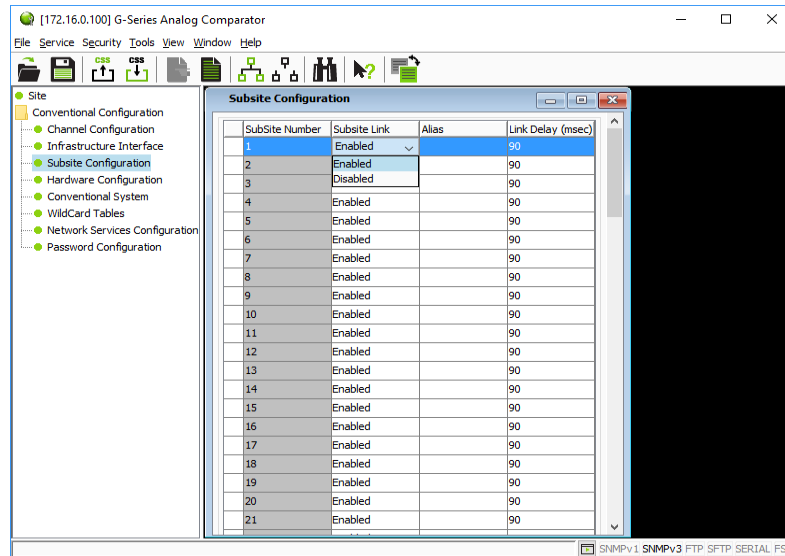 [172.16.0.100] G-Series Analog Comparator
File Service Security Tools View Window Help
CSS CSS
Site
Conventional Configuration
Channel Configuration
Infrastructure Interface
Subsite Configuration
Hardware Configuration
Conventional System
WildCard Tables
Network Services Configuration
Password Configuration
Subsite Configuration
SubSite Number Subsite Link Alias Link Delay (msec)
1 Enabled 90
2 Enabled 90
3 Disabled 90
4 Enabled 90
5 Enabled 90
6 Enabled 90
7 Enabled 90
8 Enabled 90
9 Enabled 90
10 Enabled 90
11 Enabled 90
12 Enabled 90
13 Enabled 90
14 Enabled 90
15 Enabled 90
16 Enabled 90
17 Enabled 90
18 Enabled 90
19 Enabled 90
20 Enabled 90
21 Enabled 90
SNMPv1 SNMPv3 FTP SFTP SERIAL FS